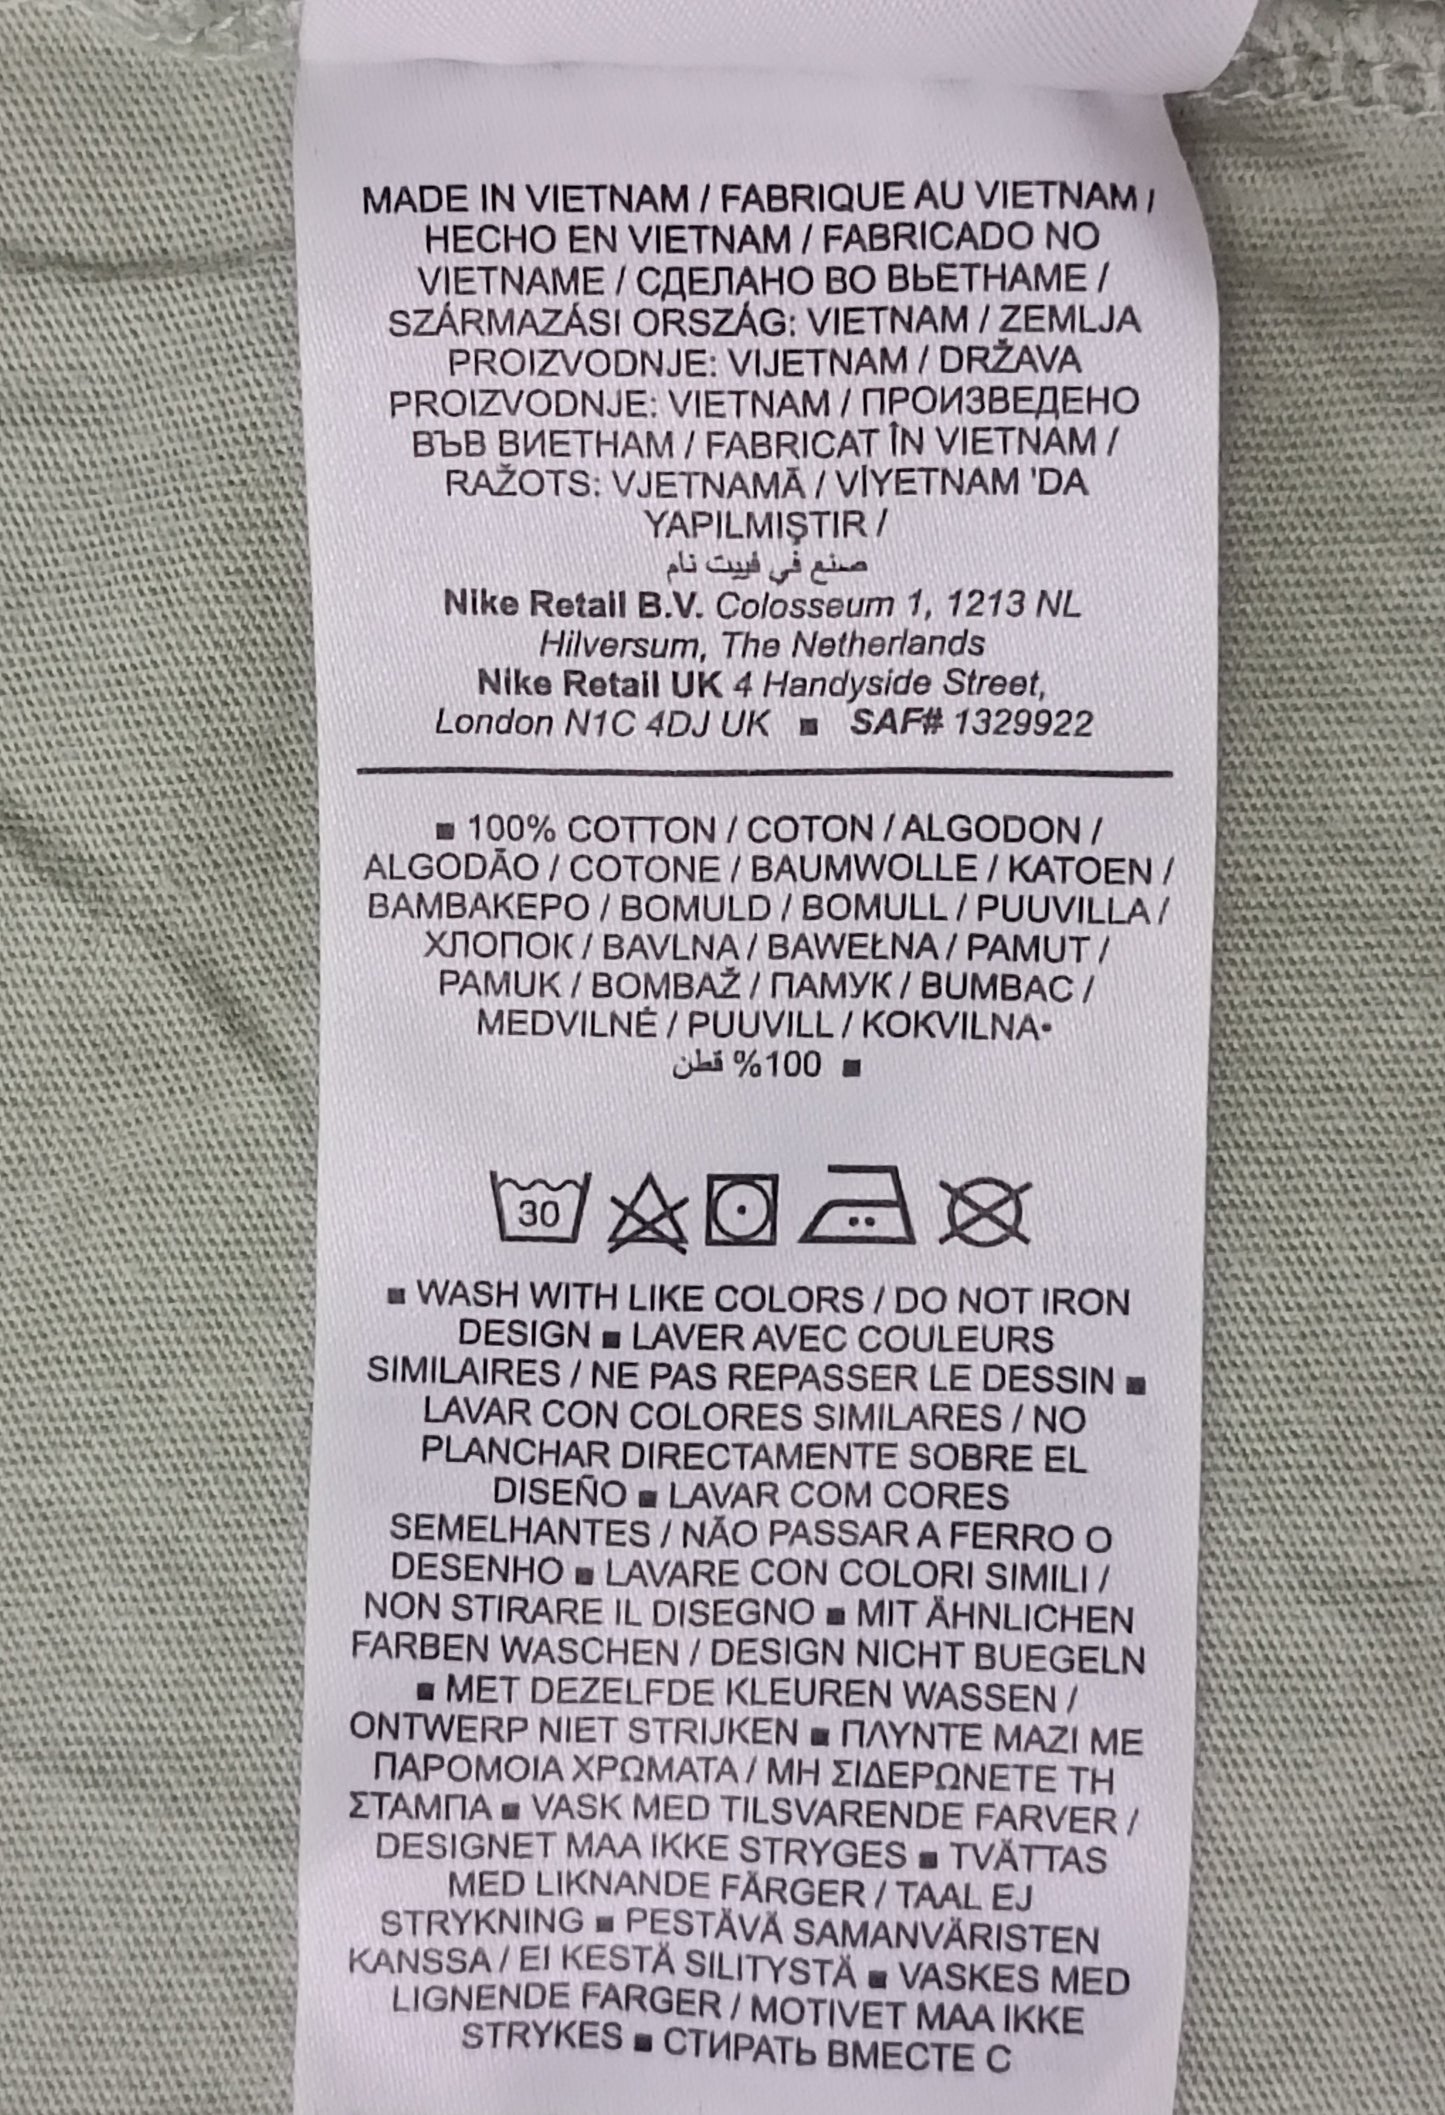 MADE IN VIETNAM / FABRIQUE AU VIETNAM /
HECHO EN VIETNAM / FABRICADO NO
VIETNAME / СДЕЛАНО ВО ВЬЕТНАМЕ /
SZÁRMAZÁSI ORSZÁG: VIETNAM / ZEMLJA
PROIZVODNJE: VIJETNAM / DRŽAVA
PROIZVODNJE: VIETNAM / ПРОИЗВЕДЕНО
ВЪВ ВИЕТНАМ / FABRICAT ÎN VIETNAM /
RAŽOTS: VJETNAMĀ / VİYETNAM 'DA
YAPILMIŞTIR /
صنع في فييت نام
Nike Retail B.V. Colosseum 1, 1213 NL
Hilversum, The Netherlands
Nike Retail UK 4 Handyside Street,
London N1C 4DJ UK ■ SAF# 1329922
■ 100% COTTON / COTON / ALGODON /
ALGODÃO / COTONE / BAUMWOLLE / KATOEN /
ΒΑΜΒΑΚΕΡΟ / BOMULD / BOMULL / PUUVILLA /
ХЛОПОК / BAVLNA / BAWEŁNA / PAMUT /
PAMUK / BOMBAŽ / ПАМУК / BUMBAC /
MEDVILNĖ / PUUVILL / KOKVILNA•
■ 100% قطن
30
■ WASH WITH LIKE COLORS / DO NOT IRON
DESIGN ■ LAVER AVEC COULEURS
SIMILAIRES / NE PAS REPASSER LE DESSIN ■
LAVAR CON COLORES SIMILARES / NO
PLANCHAR DIRECTAMENTE SOBRE EL
DISEÑO ■ LAVAR COM CORES
SEMELHANTES / NÃO PASSAR A FERRO O
DESENHO ■ LAVARE CON COLORI SIMILI /
NON STIRARE IL DISEGNO ■ MIT ÄHNLICHEN
FARBEN WASCHEN / DESIGN NICHT BUEGELN
■ MET DEZELFDE KLEUREN WASSEN /
ONTWERP NIET STRIJKEN ■ ΠΛΥΝΤΕ ΜΑΖΙ ΜΕ
ΠΑΡΟΜΟΙΑ ΧΡΩΜΑΤΑ / ΜΗ ΣΙΔΕΡΩΝΕΤΕ ΤΗ
ΣΤΑΜΠΑ ■ VASK MED TILSVARENDE FARVER /
DESIGNET MAA IKKE STRYGES ■ TVÄTTAS
MED LIKNANDE FÄRGER / TAAL EJ
STRYKNING ■ PESTÄVÄ SAMANVÄRISTEN
KANSSA / EI KESTÄ SILITYSTÄ ■ VASKES MED
LIGNENDE FARGER / MOTIVET MAA IKKE
STRYKES ■ СТИРАТЬ ВМЕСТЕ С